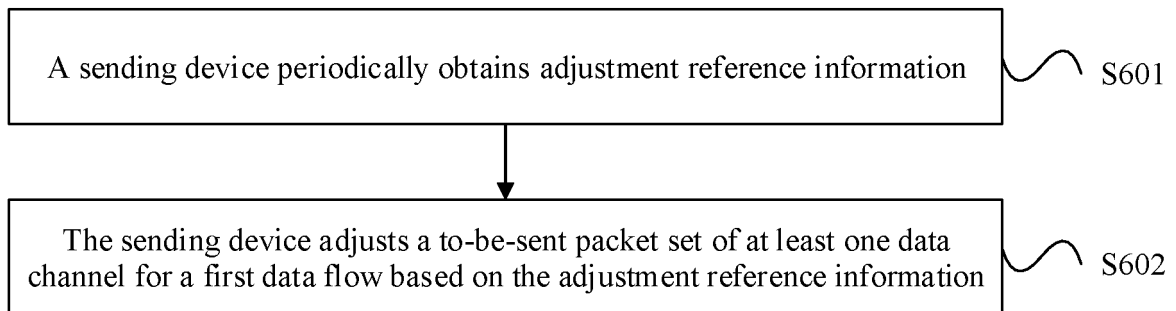 A sending device periodically obtains adjustment reference information
S601
The sending device adjusts a to-be-sent packet set of at least one data
channel for a first data flow based on the adjustment reference information
S602